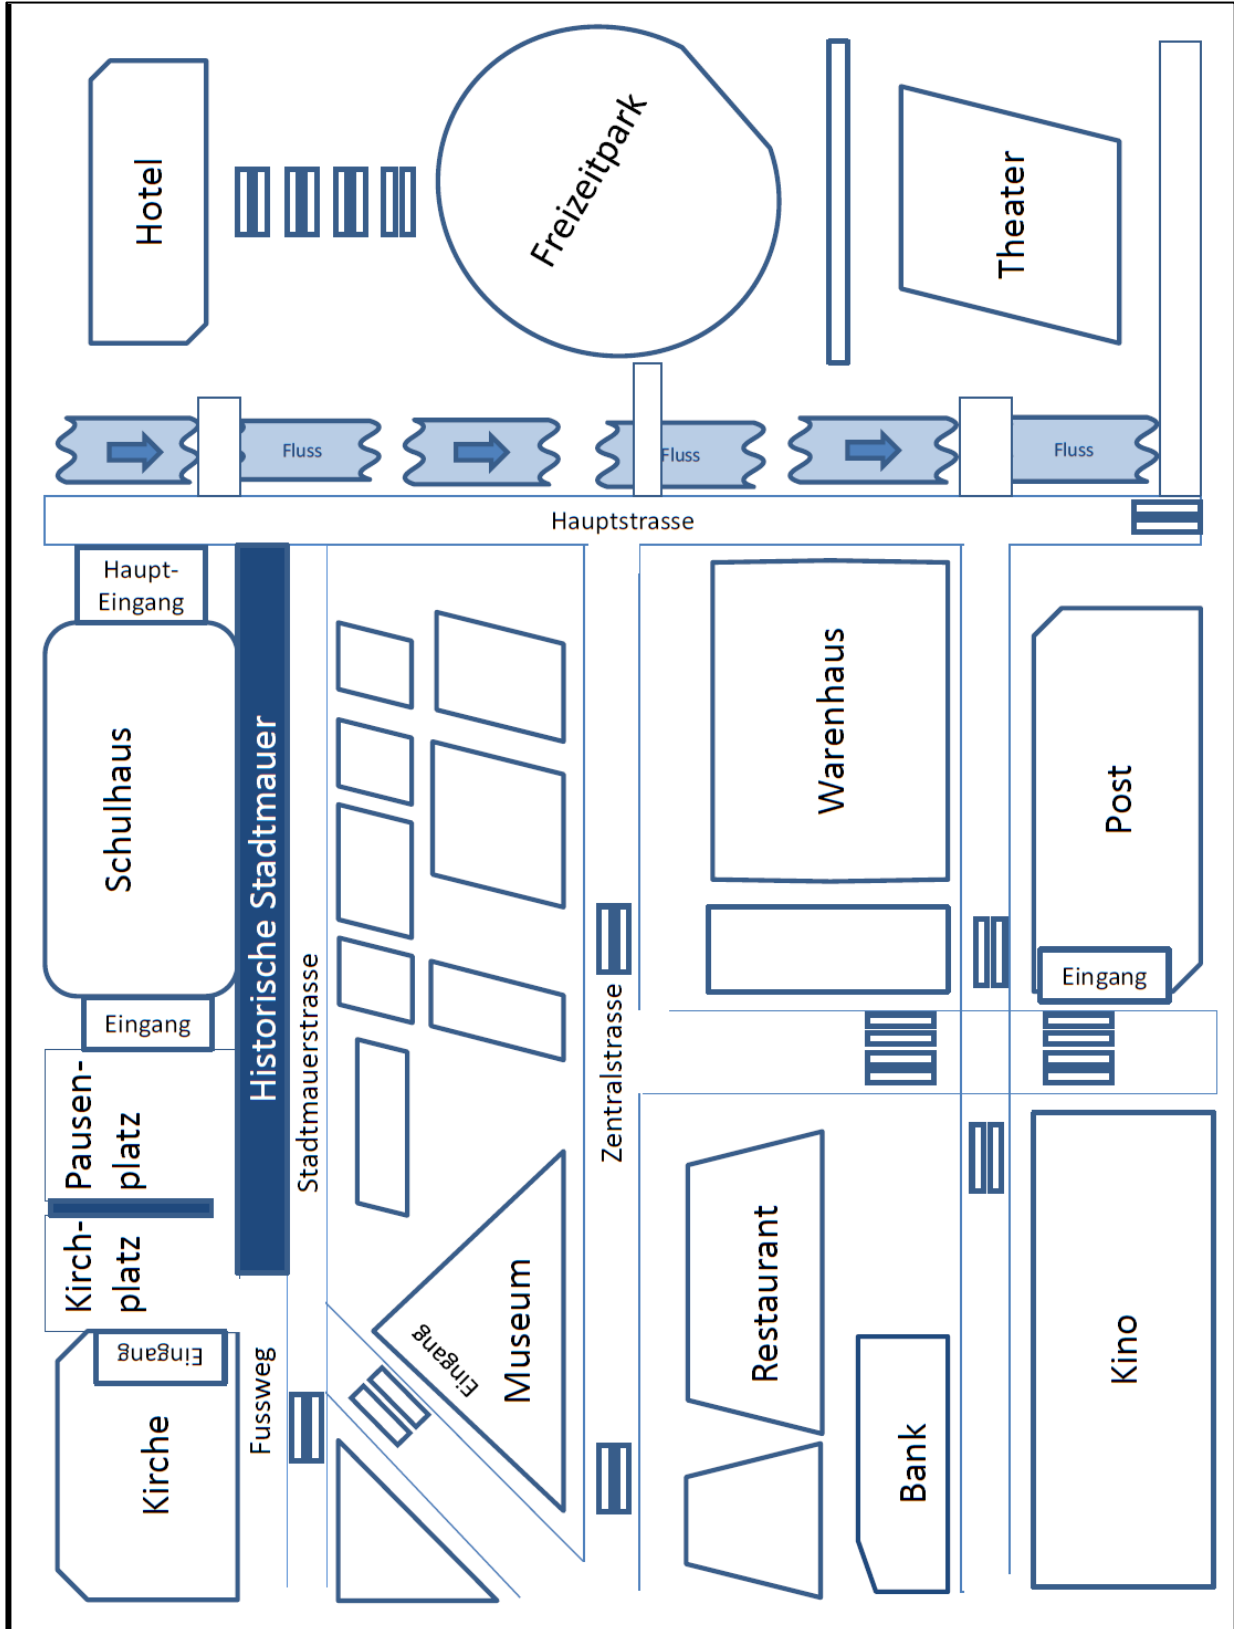 Hotel
Freizeitpark
Theater
Fluss
Fluss
Fluss
Hauptstrasse
Haupt-
Eingang
Schulhaus
Eingang
Historische Stadtmauer
Stadtmauerstrasse
Pausen-
platz
Kirch-
platz
Eingang
Kirche
Fussweg
Eingang
Museum
Zentralstrasse
Warenhaus
Post
Eingang
Restaurant
Bank
Kino